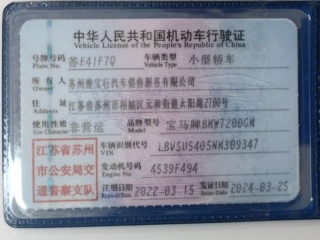 中华人民共和国机动车行驶证
Vehicle License of the People's Republic of China
号牌号码 Plate No. 苏E41F7Q 车辆类型 Vehicle Type 小型轿车
所有人 Owner 苏州骏宝行汽车销售服务有限公司
住址 Address 江苏省苏州市相城区元和街道太阳路2780号
使用性质 Use Character 非营运 品牌型号 Model 宝马牌BMW7200GM
江苏省苏州 车辆识别代号 VIN LBV5U5405NK309347
市公安局交 发动机号码 Engine No. 4539F494
通警察支队 注册日期 Register Date 2022-03-15 发证日期 Issue Date 2024-03-25